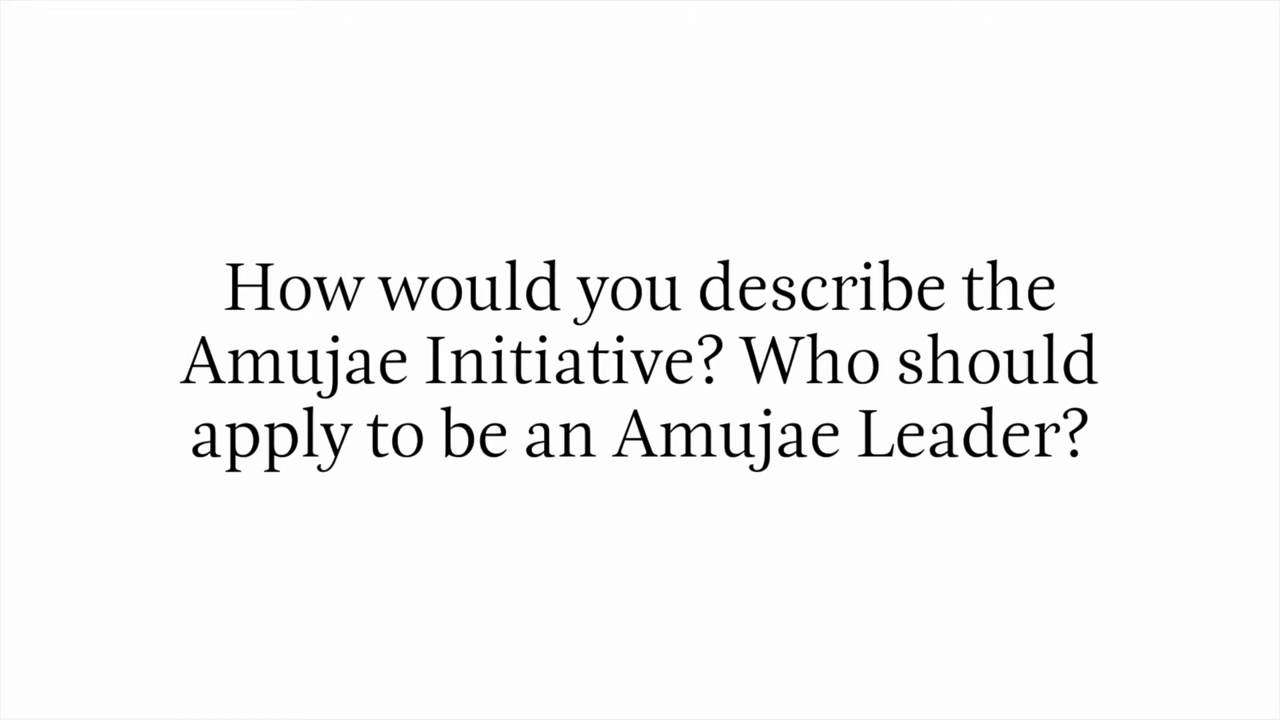 How would you describe the
Amujae Initiative? Who should
apply to be an Amujae Leader?